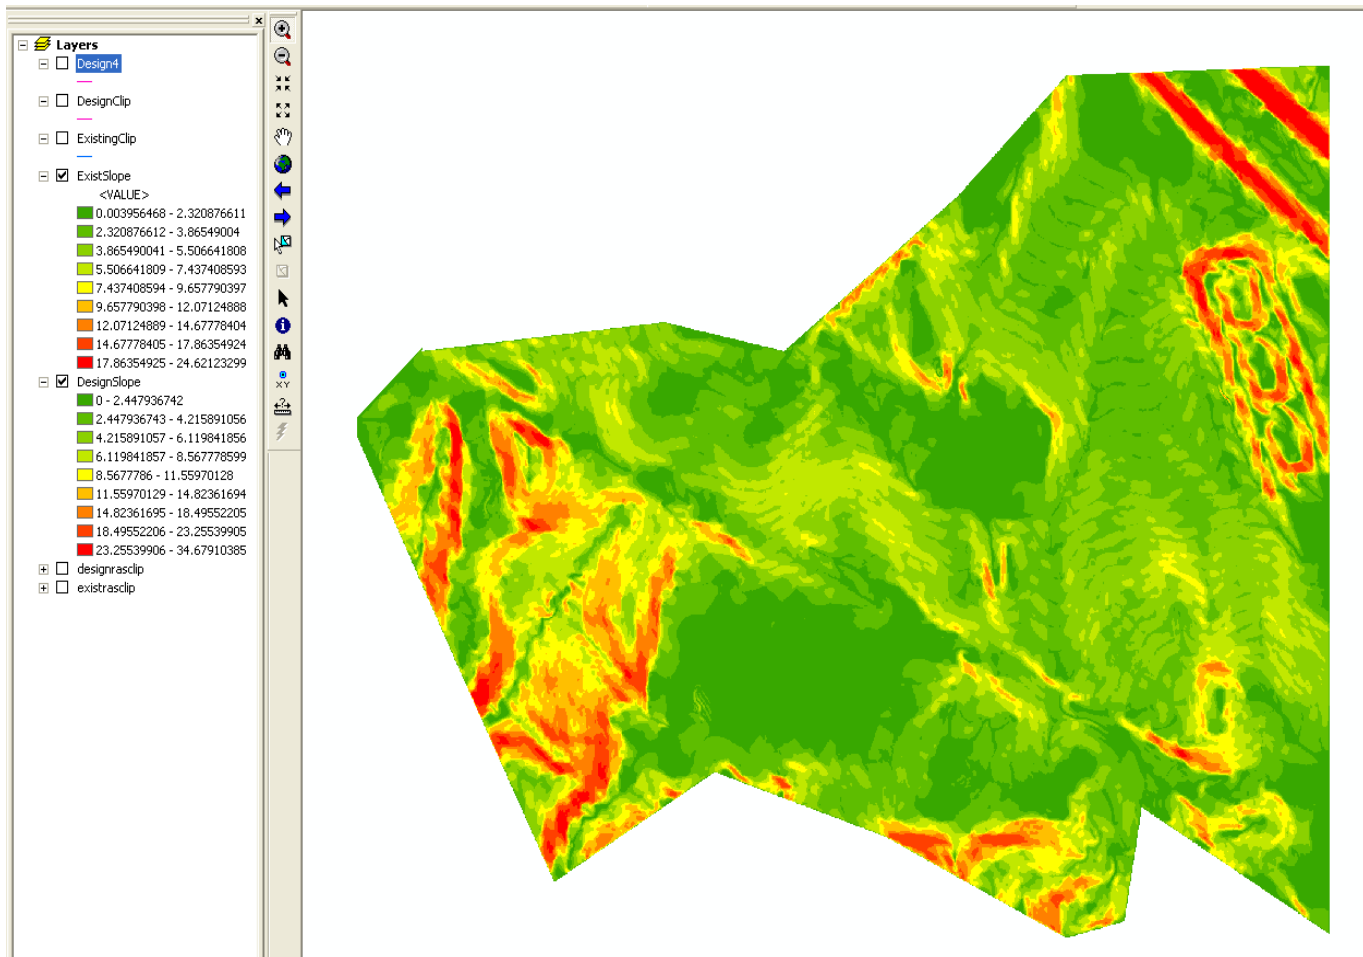 Layers
Design4
DesignClip
ExistingClip
ExistSlope
<VALUE>
0.003956468 - 2.320876611
2.320876612 - 3.86549004
3.865490041 - 5.506641808
5.506641809 - 7.437408593
7.437408594 - 9.657790397
9.657790398 - 12.07124888
12.07124889 - 14.67778404
14.67778405 - 17.86354924
17.86354925 - 24.62123299
DesignSlope
0 - 2.447936742
2.447936743 - 4.215891056
4.215891057 - 6.119841856
6.119841857 - 8.567778599
8.5677786 - 11.55970128
11.55970129 - 14.82361694
14.82361695 - 18.49552205
18.49552206 - 23.25539905
23.25539906 - 34.67910385
designrasclip
existrasclip
XY